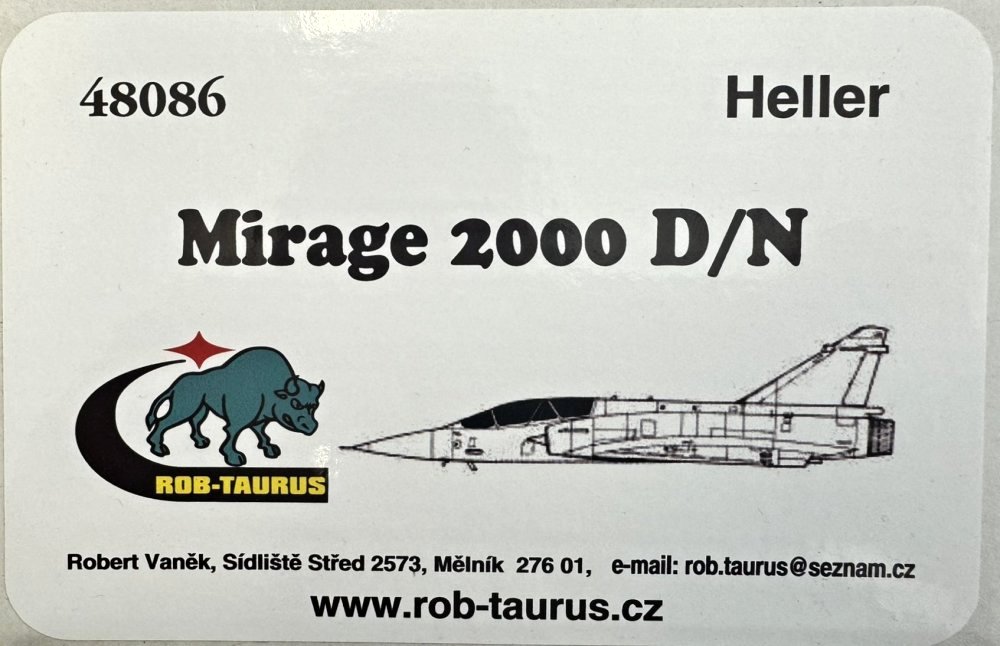 48086 Heller
Mirage 2000 D/N
ROB-TAURUS
Robert Vaněk, Sídliště Střed 2573, Mělník 276 01, e-mail: rob.taurus@seznam.cz
www.rob-taurus.cz